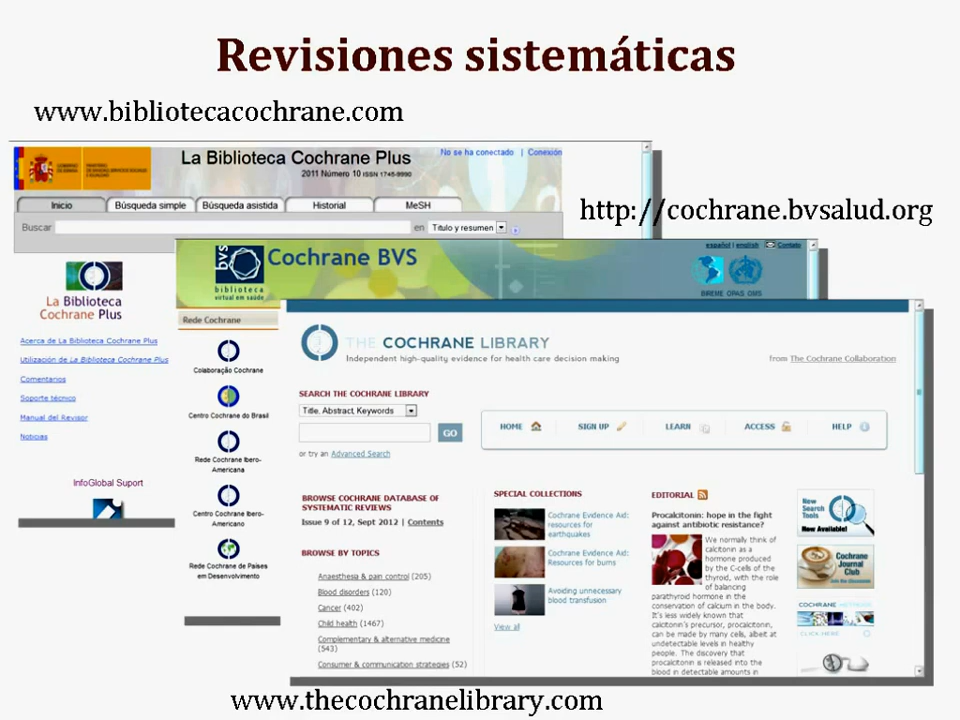 Revisiones sistemáticas
www.bibliotecacochrane.com
La Biblioteca Cochrane Plus
2011 Número 10 ISSN 1745-9990
No se ha conectado | Conexión
Inicio
Búsqueda simple
Búsqueda asistida
Historial
MeSH
Buscar
en
Título y resumen
http://cochrane.bvsalud.org
La Biblioteca
Cochrane Plus
Acerca de La Biblioteca Cochrane Plus
Utilización de La Biblioteca Cochrane Plus
Comentarios
Soporte técnico
Manual del Revisor
Noticias
InfoGlobal Suport
bvs
biblioteca
virtual em saúde
Cochrane BVS
español | english
Contato
BIREME OPAS OMS
Rede Cochrane
Colaboração Cochrane
Centro Cochrane do Brasil
Rede Cochrane Ibero-
Americana
Centro Cochrane Ibero-
Americano
Rede Cochrane de Países
em Desenvolvimento
THE COCHRANE LIBRARY
Independent high-quality evidence for health care decision making
from The Cochrane Collaboration
SEARCH THE COCHRANE LIBRARY
Title, Abstract, Keywords
GO
or try an Advanced Search
HOME
SIGN UP
LEARN
ACCESS
HELP
BROWSE COCHRANE DATABASE OF
SYSTEMATIC REVIEWS
Issue 9 of 12, Sept 2012 | Contents
BROWSE BY TOPICS
Anaesthesia & pain control (205)
Blood disorders (120)
Cancer (402)
Child health (1467)
Complementary & alternative medicine
(543)
Consumer & communication strategies (52)
SPECIAL COLLECTIONS
Cochrane Evidence Aid:
resources for
earthquakes
Cochrane Evidence Aid:
Resources for burns
Avoiding unnecessary
blood transfusion
View all
EDITORIAL
Procalcitonin: hope in the fight
against antibiotic resistance?
We normally think of
calcitonin as a
hormone produced
by the C-cells of the
thyroid, with the role
of balancing
parathyroid hormone in the
conservation of calcium in the body.
It's less widely known that
calcitonin's precursor, procalcitonin,
can be made by many cells, albeit at
undetectable levels in healthy
people. The discovery that
procalcitonin is released into the
blood in detectable amounts in
New
Search
Tools
Now Available!
Cochrane
Journal
Club
Join the discussion
COCHRANE
CLICK HERE
www.thecochranelibrary.com